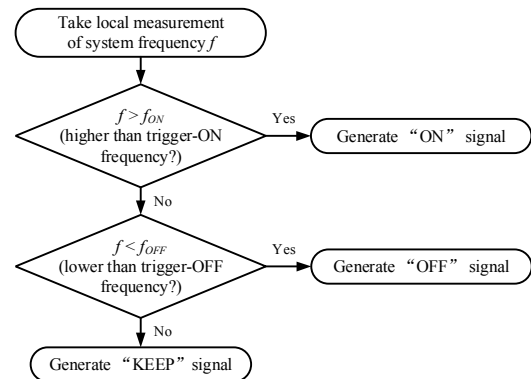 Take local measurement
of system frequency f
f > fON
(higher than trigger-ON
frequency?)
Yes
Generate “ON” signal
No
f < fOFF
(lower than trigger-OFF
frequency?)
Yes
Generate “OFF” signal
No
Generate “KEEP” signal